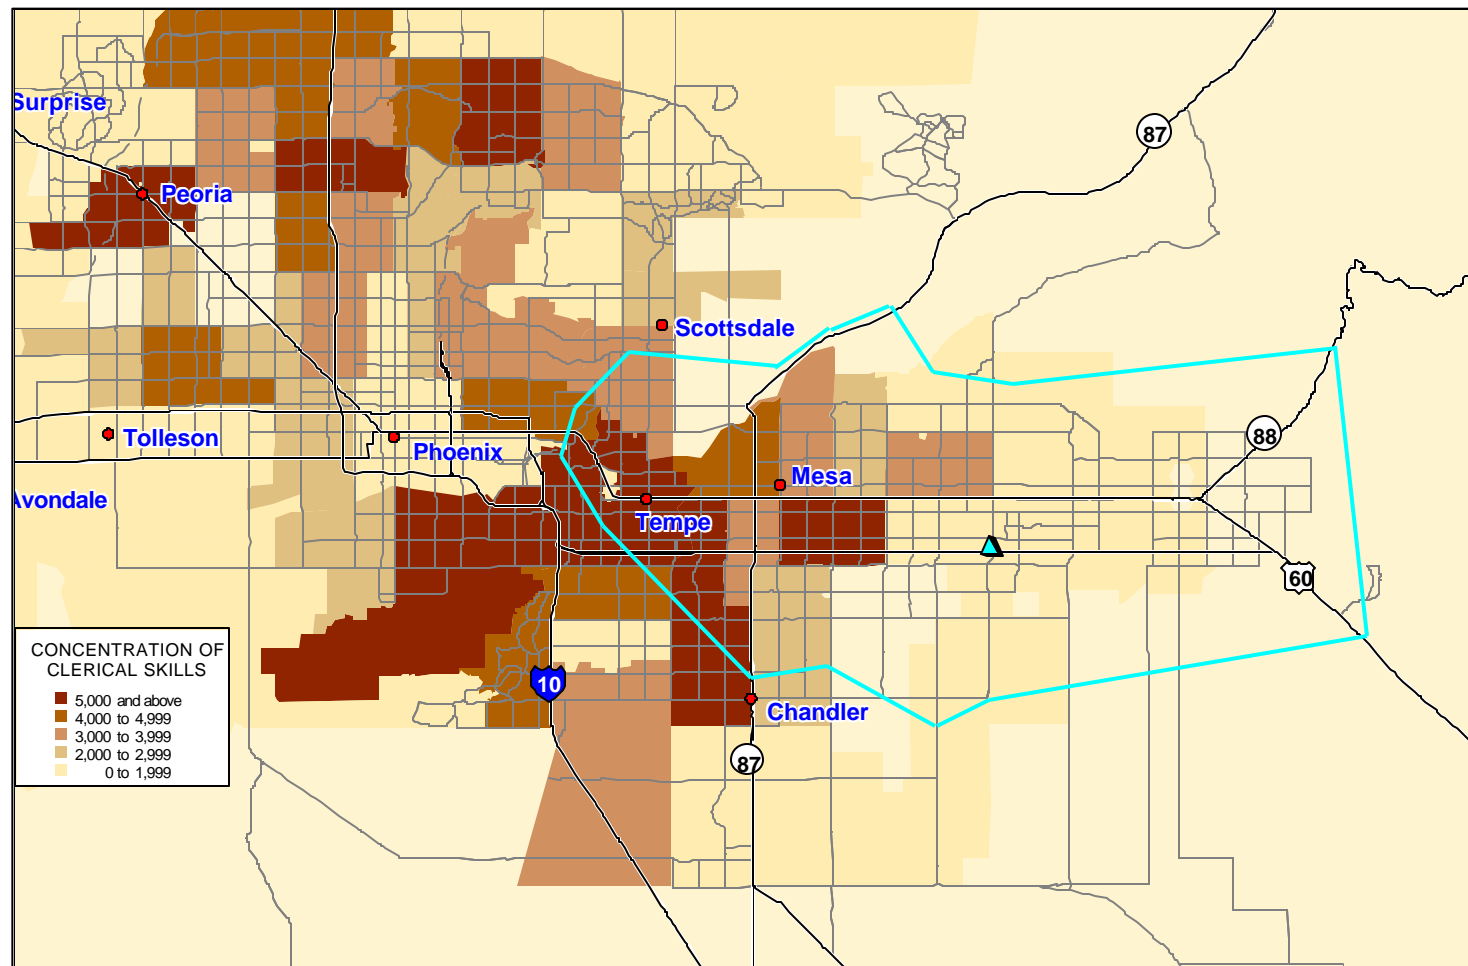 87
Surprise
Peoria
Scottsdale
88
Tolleson
Phoenix
Mesa
Avondale
Tempe
60
CONCENTRATION OF
CLERICAL SKILLS
5,000 and above
4,000 to 4,999
3,000 to 3,999
2,000 to 2,999
0 to 1,999
10
Chandler
87